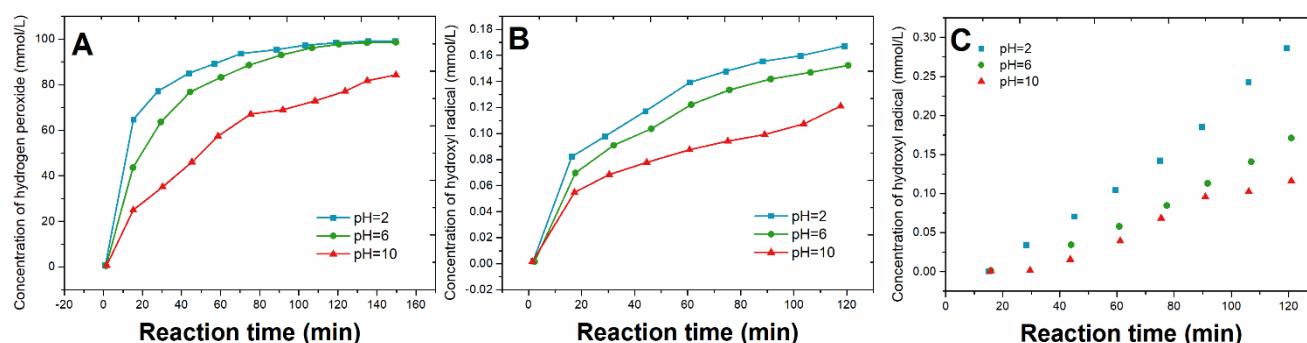 A
Concentration of hydrogen peroxide (mmol/L)
100
80
60
40
20
0
-20
0
20
40
60
80
100
120
140
160
pH=2
pH=6
pH=10
Reaction time (min)
B
Concentration of hydroxyl radical (mmol/L)
0.18
0.16
0.14
0.12
0.10
0.08
0.06
0.04
0.02
0.00
-0.02
0
20
40
60
80
100
120
pH=2
pH=6
pH=10
Reaction time (min)
C
Concentration of hydroxyl radical (mmol/L)
0.30
0.25
0.20
0.15
0.10
0.05
0.00
0
20
40
60
80
100
120
pH=2
pH=6
pH=10
Reaction time (min)